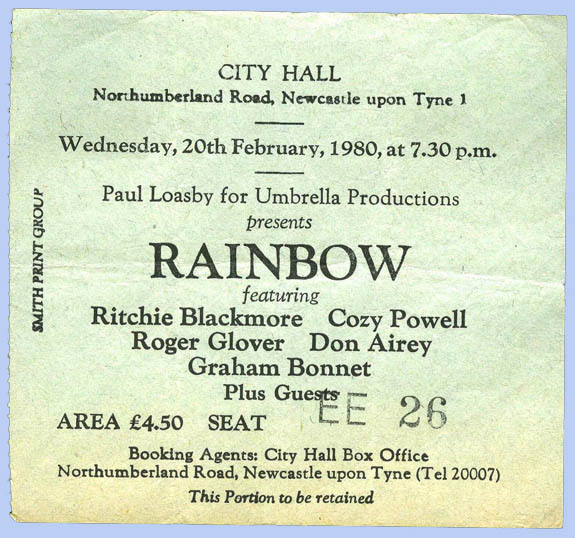 CITY HALL
Northumberland Road, Newcastle upon Tyne 1
Wednesday, 20th February, 1980, at 7.30 p.m.
Paul Loasby for Umbrella Productions
presents
RAINBOW
featuring
Ritchie Blackmore Cozy Powell
Roger Glover Don Airey
Graham Bonnet
Plus Guests
AREA £4.50 SEAT EE 26
Booking Agents: City Hall Box Office
Northumberland Road, Newcastle upon Tyne (Tel 20007)
This Portion to be retained
SMITH PRINT GROUP